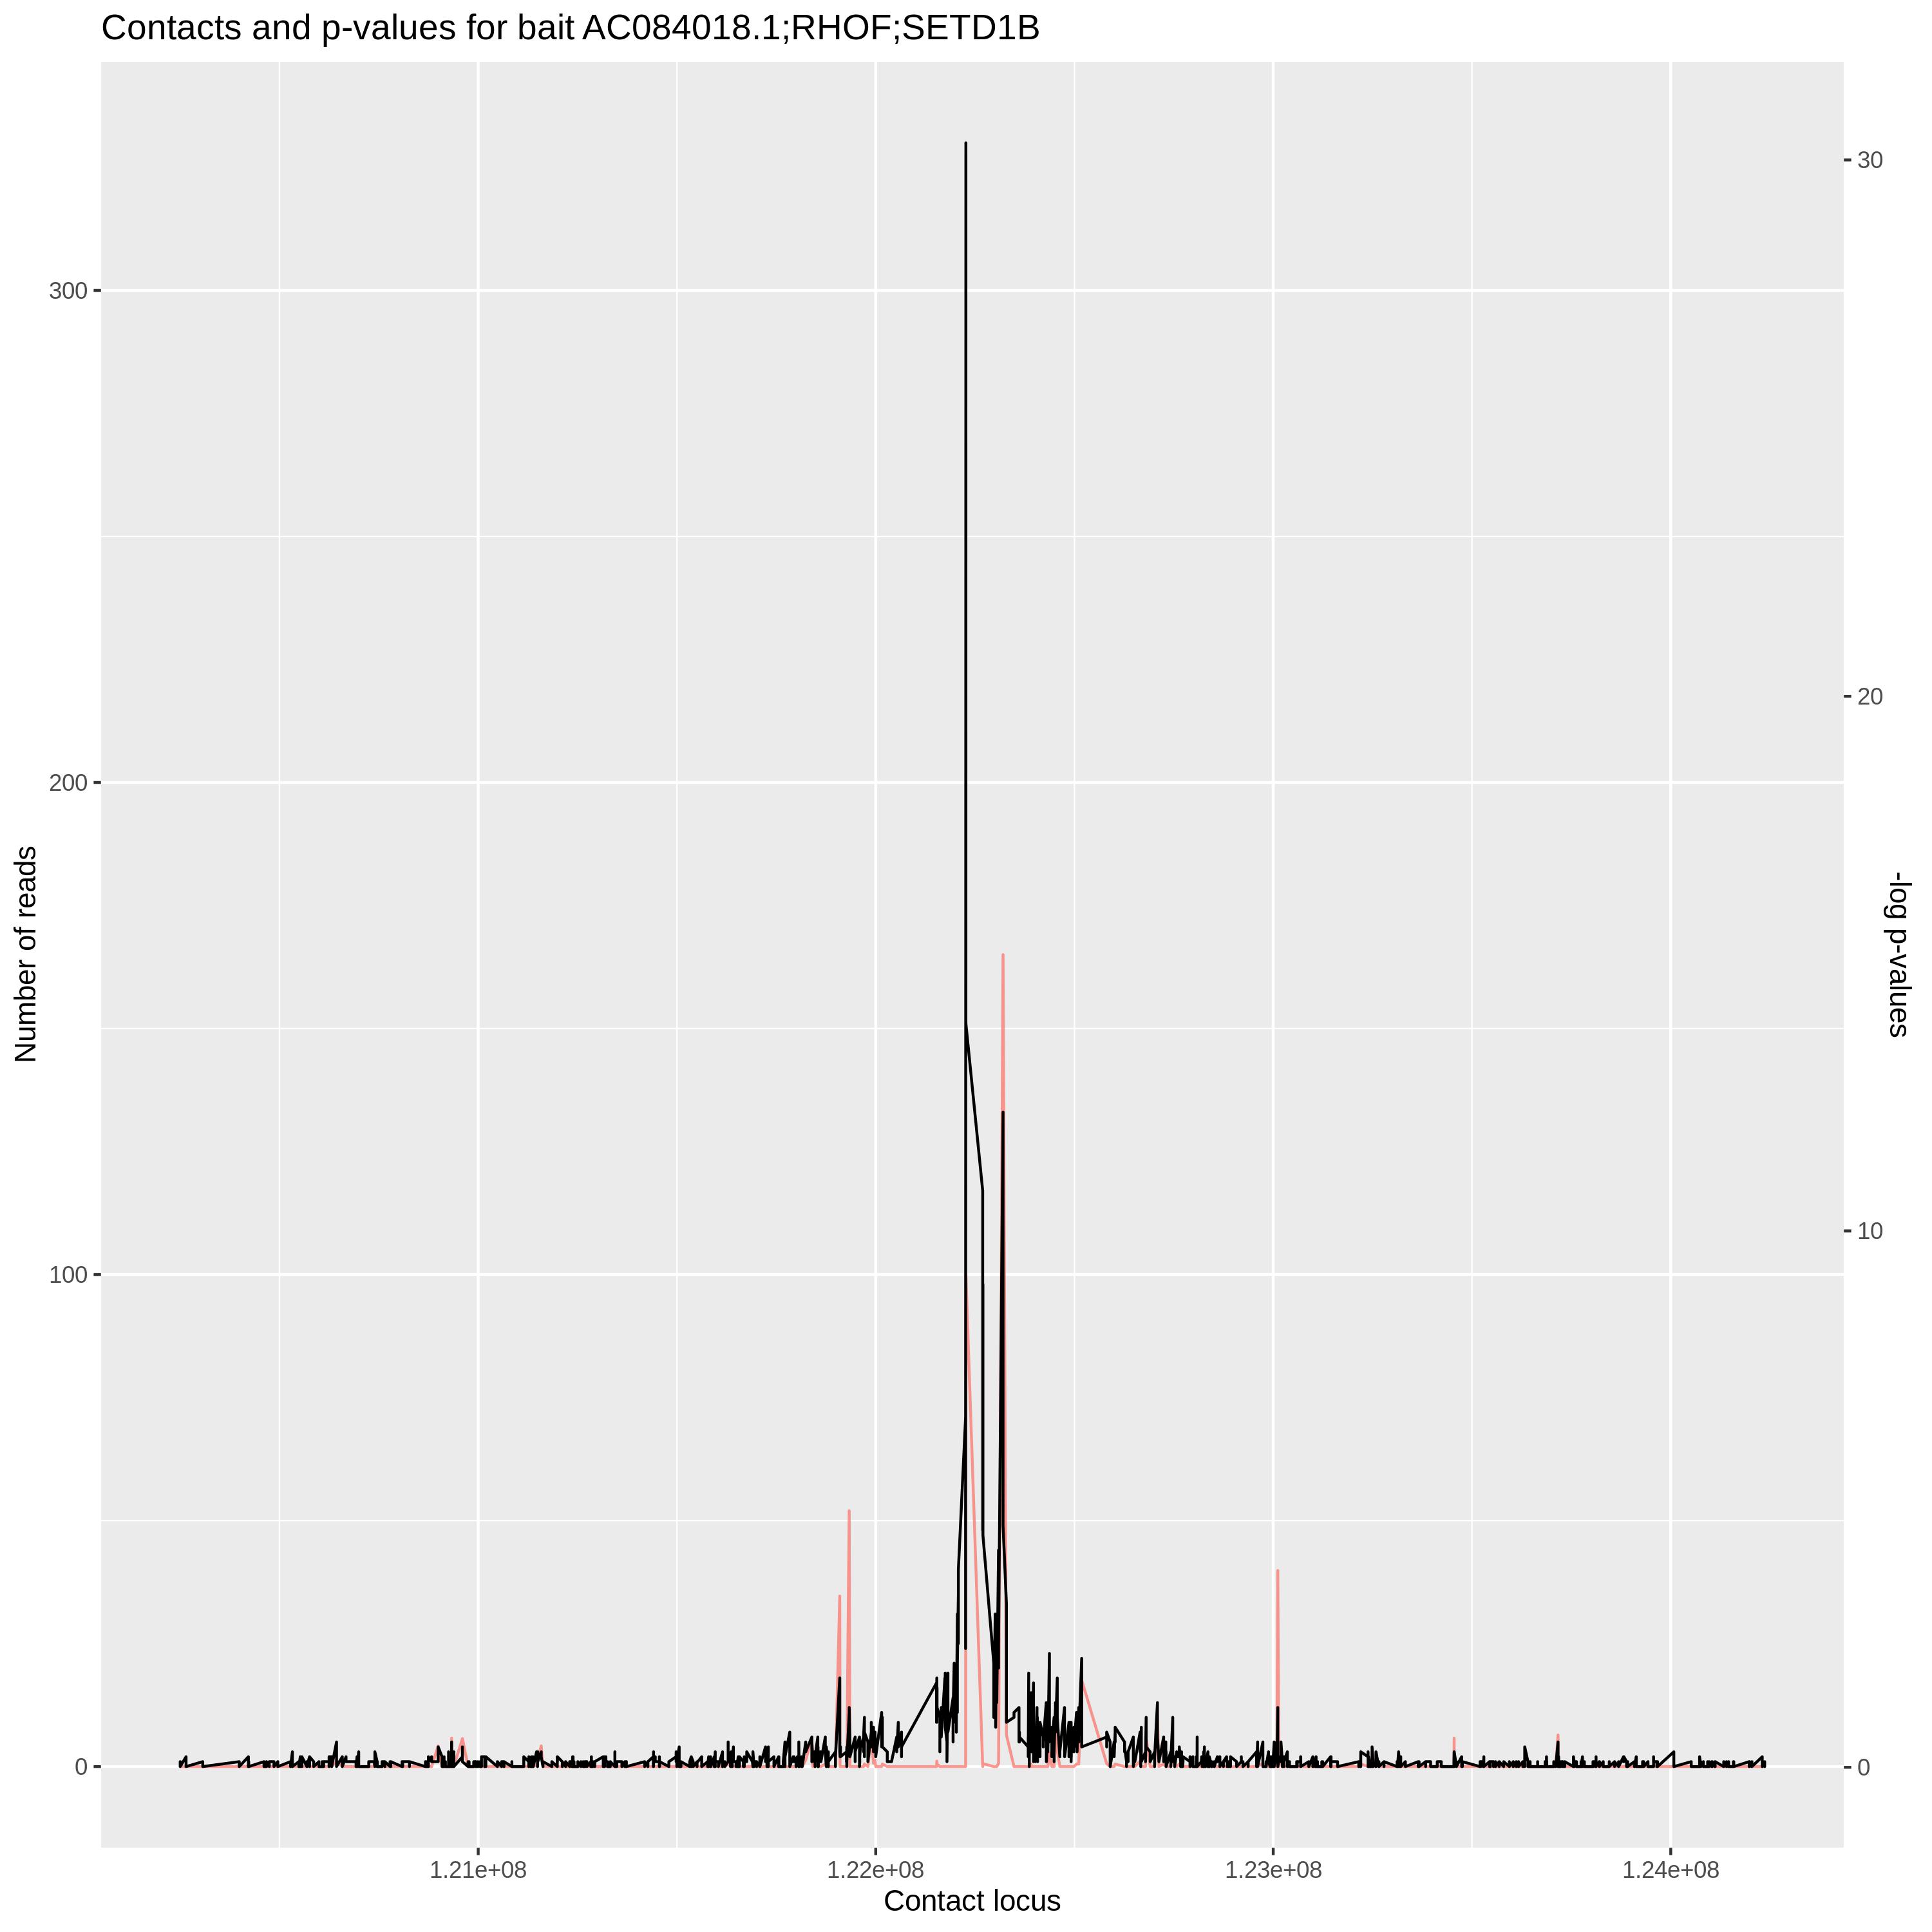 Contacts and p-values for bait AC084018.1;RHOF;SETD1B
300
200
100
0
Number of reads
30
20
10
0
-log p-values
1.21e+08
1.22e+08
1.23e+08
1.24e+08
Contact locus